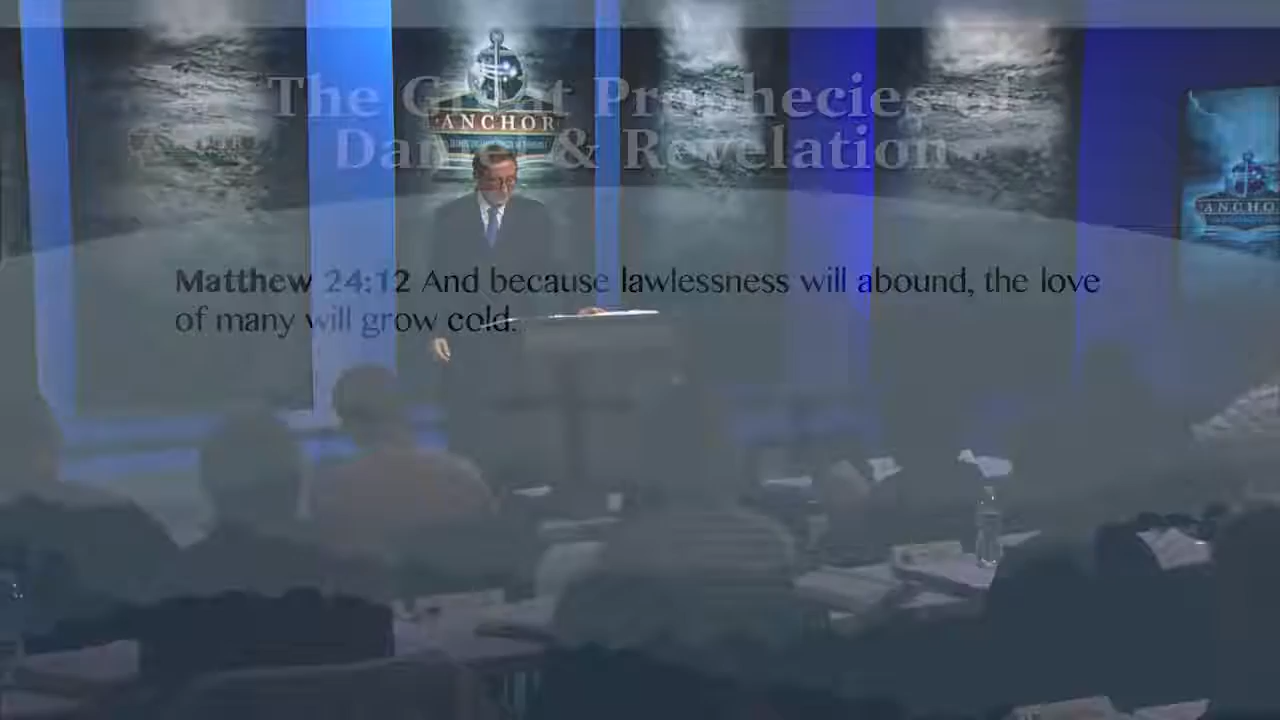 The Great Prophecies of
Daniel & Revelation
ANCHOR
ANCHO
Matthew 24:12 And because lawlessness will abound, the love
of many will grow cold.